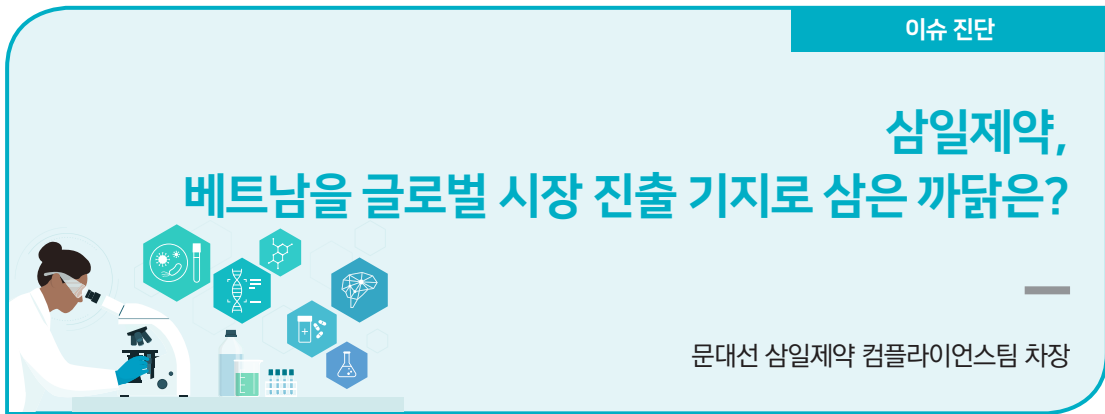 이슈 진단
삼일제약,
베트남을 글로벌 시장 진출 기지로 삼은 까닭은?
문대선 삼일제약 컴플라이언스팀 차장